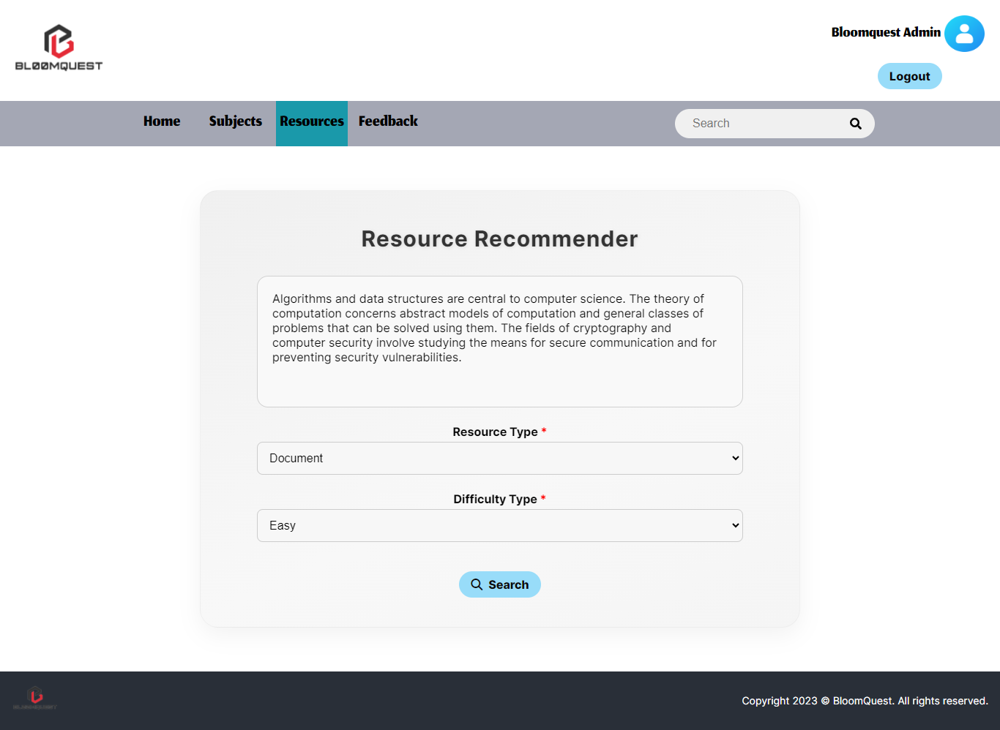 BL00MQUEST
Bloomquest Admin
Logout
Home Subjects Resources Feedback
Search
Resource Recommender
Algorithms and data structures are central to computer science. The theory of
computation concerns abstract models of computation and general classes of
problems that can be solved using them. The fields of cryptography and
computer security involve studying the means for secure communication and for
preventing security vulnerabilities.
Resource Type *
Document
Difficulty Type *
Easy
Search
BL00MQUEST
Copyright 2023 © BloomQuest. All rights reserved.